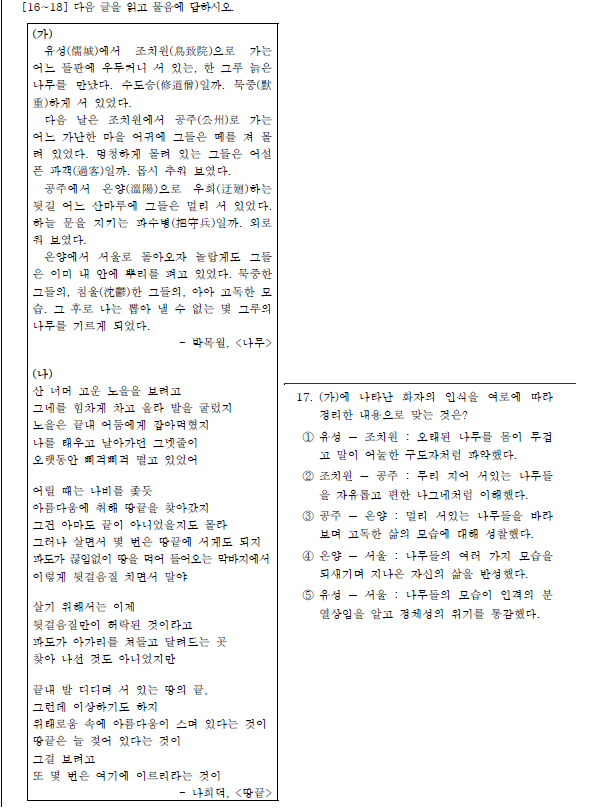 [16~18] 다음 글을 읽고 물음에 답하시오.
(가)
유성(儒城)에서 조치원(鳥致院)으로 가는
어느 들판에 우두커니 서 있는, 한 그루 늙은
나무를 만났다. 수도승(修道僧)일까. 묵중(默
重)하게 서 있었다.
다음 날은 조치원에서 공주(公州)로 가는
어느 가난한 마을 어귀에 그들은 떼를 져 몰
려 있었다. 멍청하게 몰려 있는 그들은 어설
픈 과객(過客)일까. 몹시 추워 보였다.
공주에서 온양(溫陽)으로 우회(迂廻)하는
뒷길 어느 산마루에 그들은 멀리 서 있었다.
하늘 문을 지키는 파수병(把守兵)일까. 외로
워 보였다.
온양에서 서울로 돌아오자 놀랍게도 그들
은 이미 내 안에 뿌리를 펴고 있었다. 묵중한
그들의, 침울(沈鬱)한 그들의, 아아 고독한 모
습. 그 후로 나는 뽑아 낼 수 없는 몇 그루의
나무를 기르게 되었다.
- 박목월, <나무>
(나)
산 너머 고운 노을을 보려고
그네를 힘차게 차고 올라 발을 굴렀지
노을은 끝내 어둠에게 잡아먹혔지
나를 태우고 날아가던 그넷줄이
오랫동안 삐걱삐걱 떨고 있었어
어릴 때는 나비를 좇듯
아름다움에 취해 땅끝을 찾아갔지
그건 아마도 끝이 아니었을지도 몰라
그러나 살면서 몇 번은 땅끝에 서게도 되지
파도가 끊임없이 땅을 먹어 들어오는 막바지에서
이렇게 뒷걸음질 치면서 말야
살기 위해서는 이제
뒷걸음질만이 허락된 것이라고
파도가 아가리를 쳐들고 달려드는 곳
찾아 나선 것도 아니었지만
끝내 발 디디며 서 있는 땅의 끝,
그런데 이상하기도 하지
위태로움 속에 아름다움이 스며 있다는 것이
땅끝은 늘 젖어 있다는 것이
그걸 보려고
또 몇 번은 여기에 이르리라는 것이
- 나희덕, <땅끝>
17. (가)에 나타난 화자의 인식을 여로에 따라
정리한 내용으로 맞는 것은?
① 유성 - 조치원 : 오래된 나무를 몸이 무겁
고 말이 어눌한 구도자처럼 파악했다.
② 조치원 - 공주 : 무리 지어 서있는 나무들
을 자유롭고 편한 나그네처럼 이해했다.
③ 공주 - 온양 : 멀리 서있는 나무들을 바라
보며 고독한 삶의 모습에 대해 성찰했다.
④ 온양 - 서울 : 나무들의 여러 가지 모습을
되새기며 지나온 자신의 삶을 반성했다.
⑤ 유성 - 서울 : 나무들의 모습이 인격의 분
열상임을 알고 정체성의 위기를 통감했다.